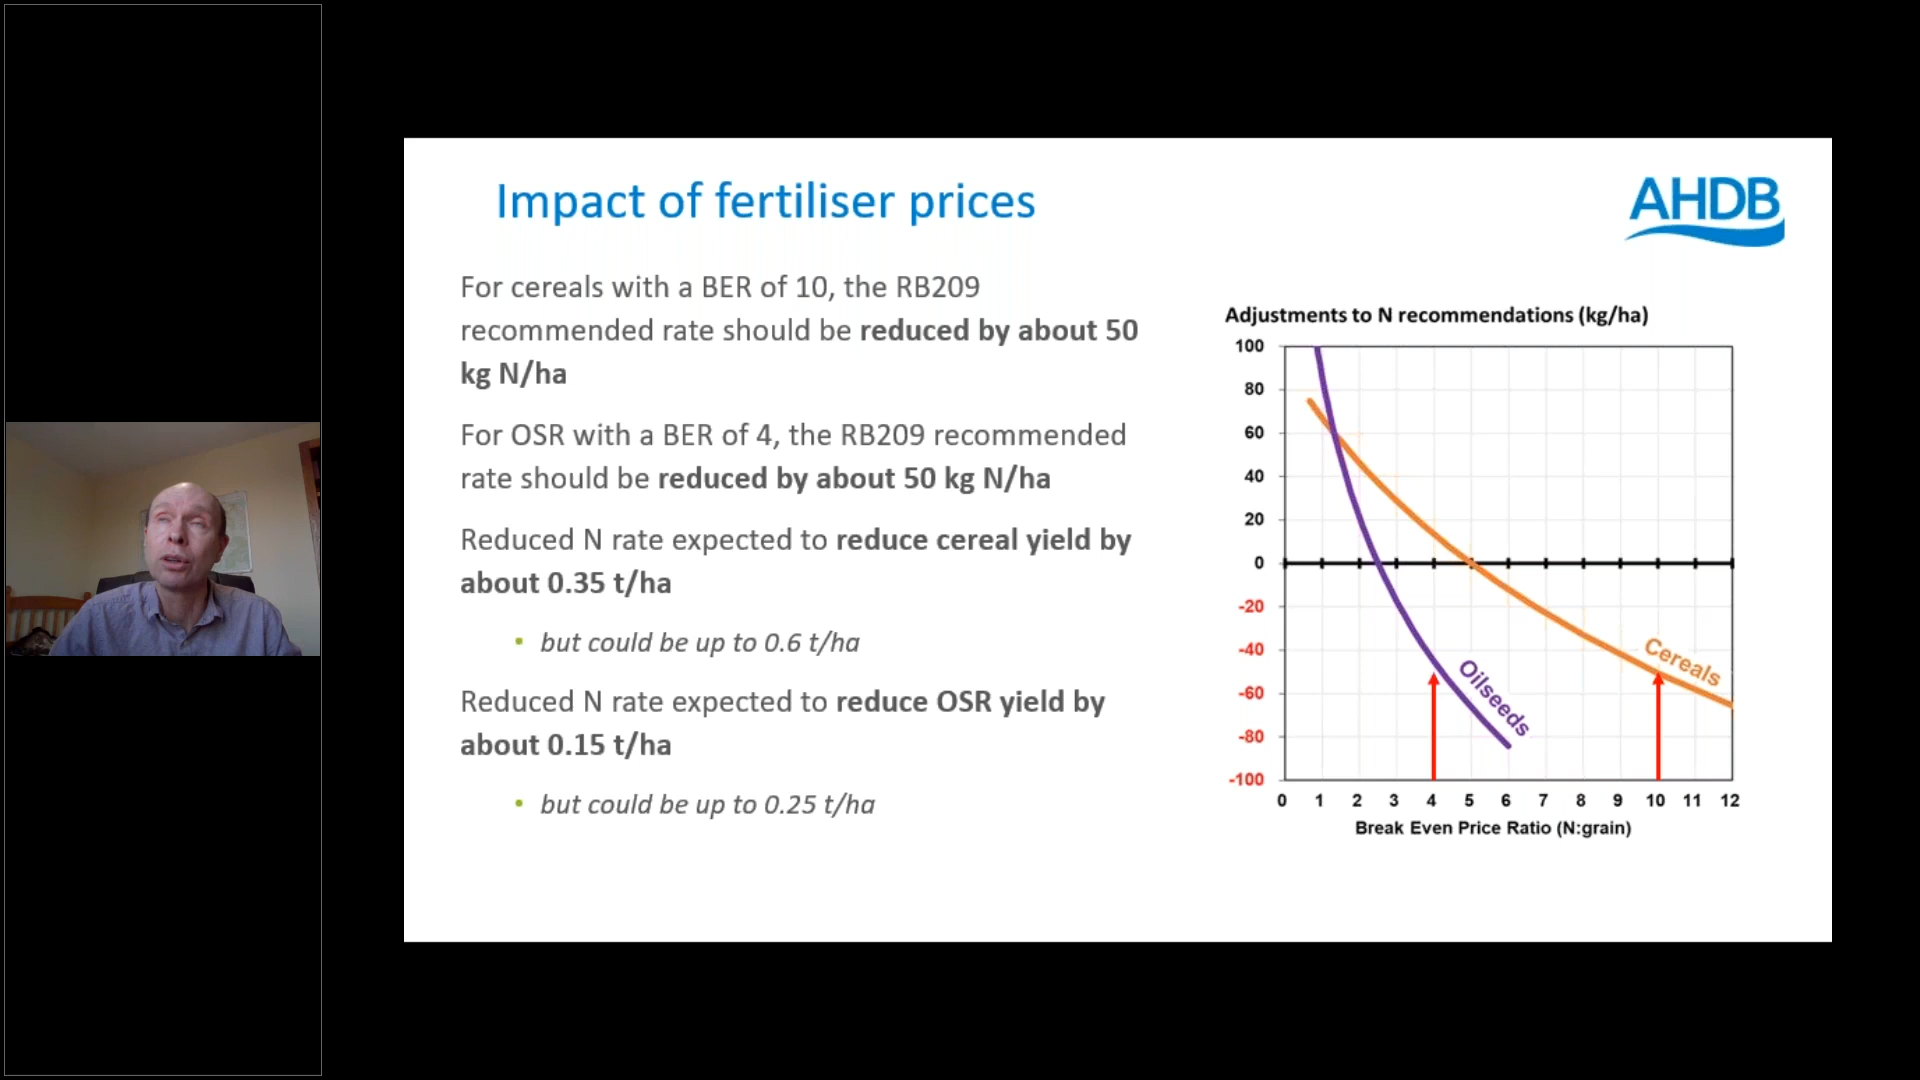 Impact of fertiliser prices
AHDB
For cereals with a BER of 10, the RB209
recommended rate should be reduced by about 50
kg N/ha
For OSR with a BER of 4, the RB209 recommended
rate should be reduced by about 50 kg N/ha
Reduced N rate expected to reduce cereal yield by
about 0.35 t/ha
• but could be up to 0.6 t/ha
Reduced N rate expected to reduce OSR yield by
about 0.15 t/ha
• but could be up to 0.25 t/ha
Adjustments to N recommendations (kg/ha)
100
80
60
40
20
0
-20
-40
-60
-80
-100
Cereals
Oilseeds
0 1 2 3 4 5 6 7 8 9 10 11 12
Break Even Price Ratio (N:grain)